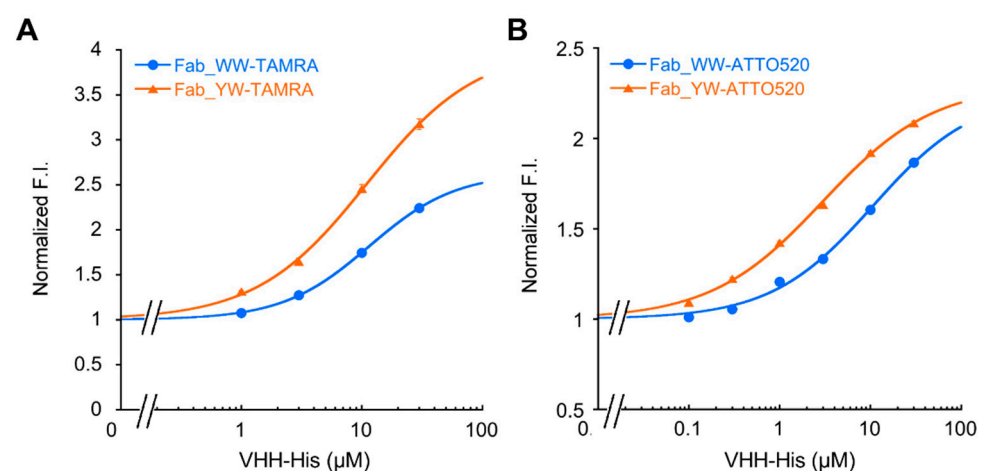 A
Fab_WW-TAMRA
Fab_YW-TAMRA
Normalized F.I.
4
3.5
3
2.5
2
1.5
1
0.5
0
0
1
10
100
VHH-His (µM)
B
Fab_WW-ATTO520
Fab_YW-ATTO520
Normalized F.I.
2.5
2
1.5
1
0.5
0.
0.1
1
10
100
VHH-His (µM)